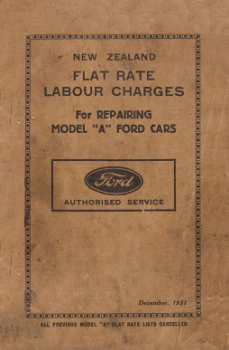 NEW ZEALAND
FLAT RATE
LABOUR CHARGES
For REPAIRING
MODEL "A" FORD CARS
Ford
AUTHORISED SERVICE
December, 1931
ALL PREVIOUS MODEL "A" FLAT RATE LISTS CANCELLED